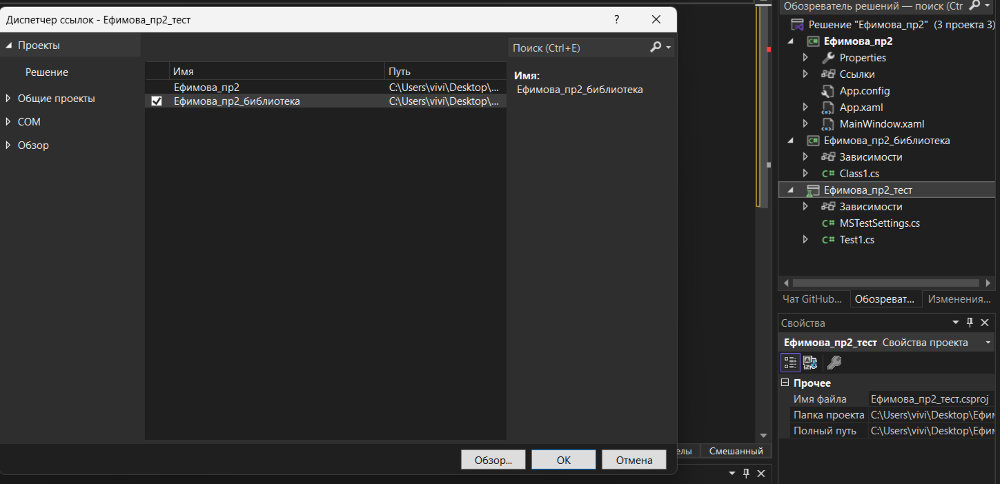 Диспетчер ссылок - Ефимова_пр2_тест
?
Проекты
Решение
Общие проекты
COM
Обзор
Имя
Путь
Ефимова_пр2
C:\Users\vivi\Desktop\...
Ефимова_пр2_библиотека
C:\Users\vivi\Desktop\...
Поиск (Ctrl+E)
Имя:
Ефимова_пр2_библиотека
Обзор...
ОК
Отмена
елы
Смешанный
Обозреватель решений — поиск (Ctr
Решение "Ефимова_пр2" (3 проекта 3)
C# Ефимова_пр2
Properties
Ссылки
App.config
App.xaml
MainWindow.xaml
C# Ефимова_пр2_библиотека
Зависимости
C# Class1.cs
Ефимова_пр2_тест
Зависимости
C# MSTestSettings.cs
C# Test1.cs
Чат GitHub...
Обозреват...
Изменения...
Свойства
Ефимова_пр2_тест Свойства проекта
Прочее
Имя файла
Ефимова_пр2_тест.csproj
Папка проекта
C:\Users\vivi\Desktop\Ефи
Полный путь
C:\Users\vivi\Desktop\Ефи